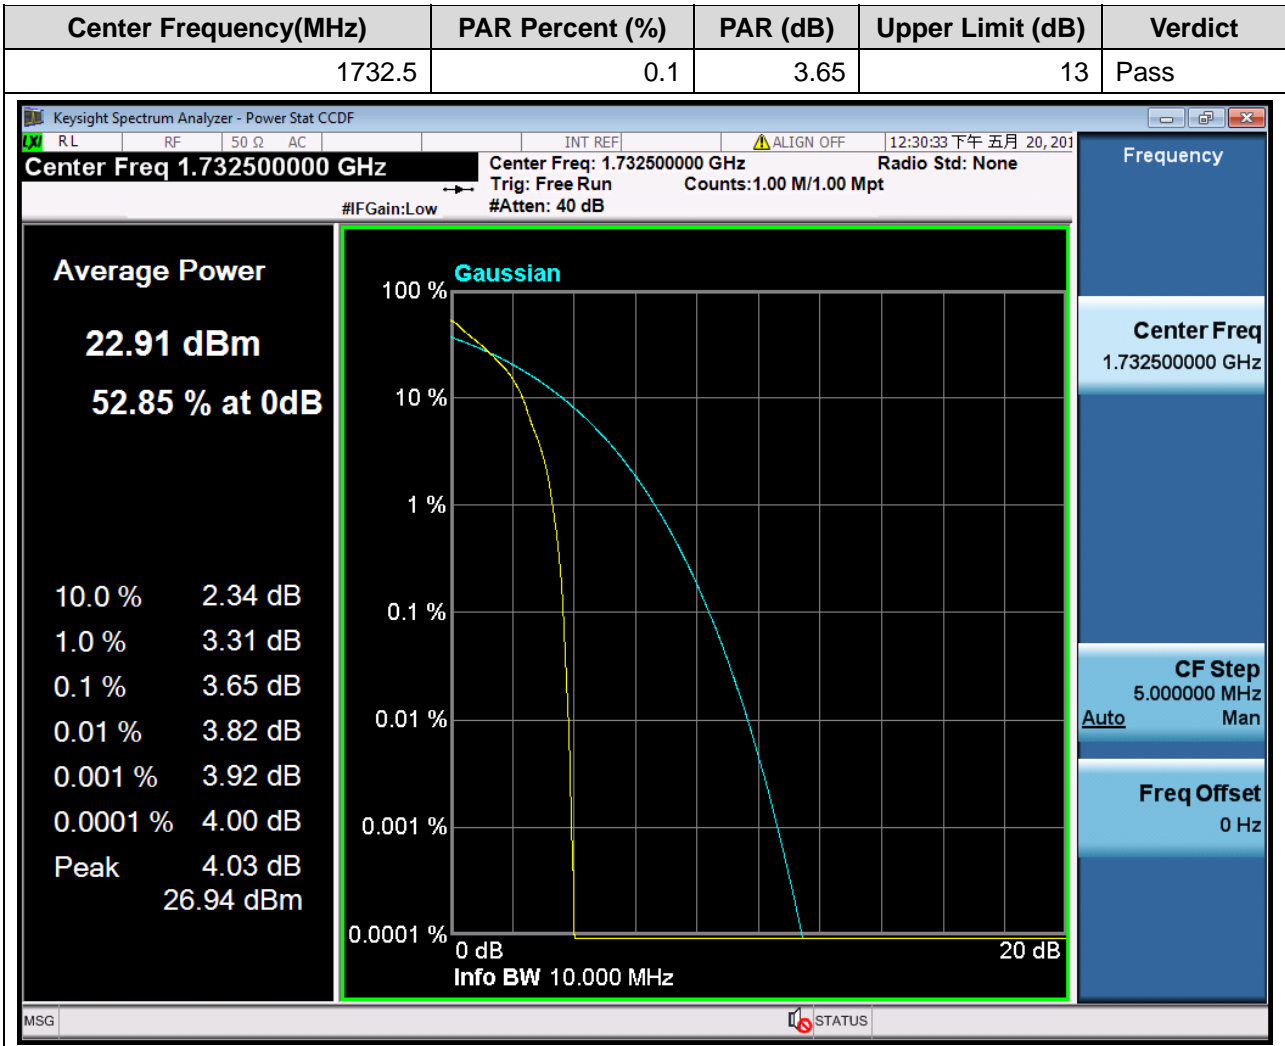 Center Frequency(MHz) PAR Percent (%) PAR (dB) Upper Limit (dB) Verdict
1732.5 0.1 3.65 13 Pass
Keysight Spectrum Analyzer - Power Stat CCDF
LXI RL RF 50 Ω AC INT REF ALIGN OFF 12:30:33 下午 五月 20, 201
Center Freq 1.732500000 GHz
Center Freq: 1.732500000 GHz Radio Std: None
Trig: Free Run Counts:1.00 M/1.00 Mpt
#IFGain:Low #Atten: 40 dB
Average Power
22.91 dBm
52.85 % at 0dB
10.0 % 2.34 dB
1.0 % 3.31 dB
0.1 % 3.65 dB
0.01 % 3.82 dB
0.001 % 3.92 dB
0.0001 % 4.00 dB
Peak 4.03 dB
26.94 dBm
Gaussian
100 %
10 %
1 %
0.1 %
0.01 %
0.001 %
0.0001 %
0 dB 20 dB
Info BW 10.000 MHz
Frequency
Center Freq
1.732500000 GHz
CF Step
5.000000 MHz
Auto Man
Freq Offset
0 Hz
MSG STATUS